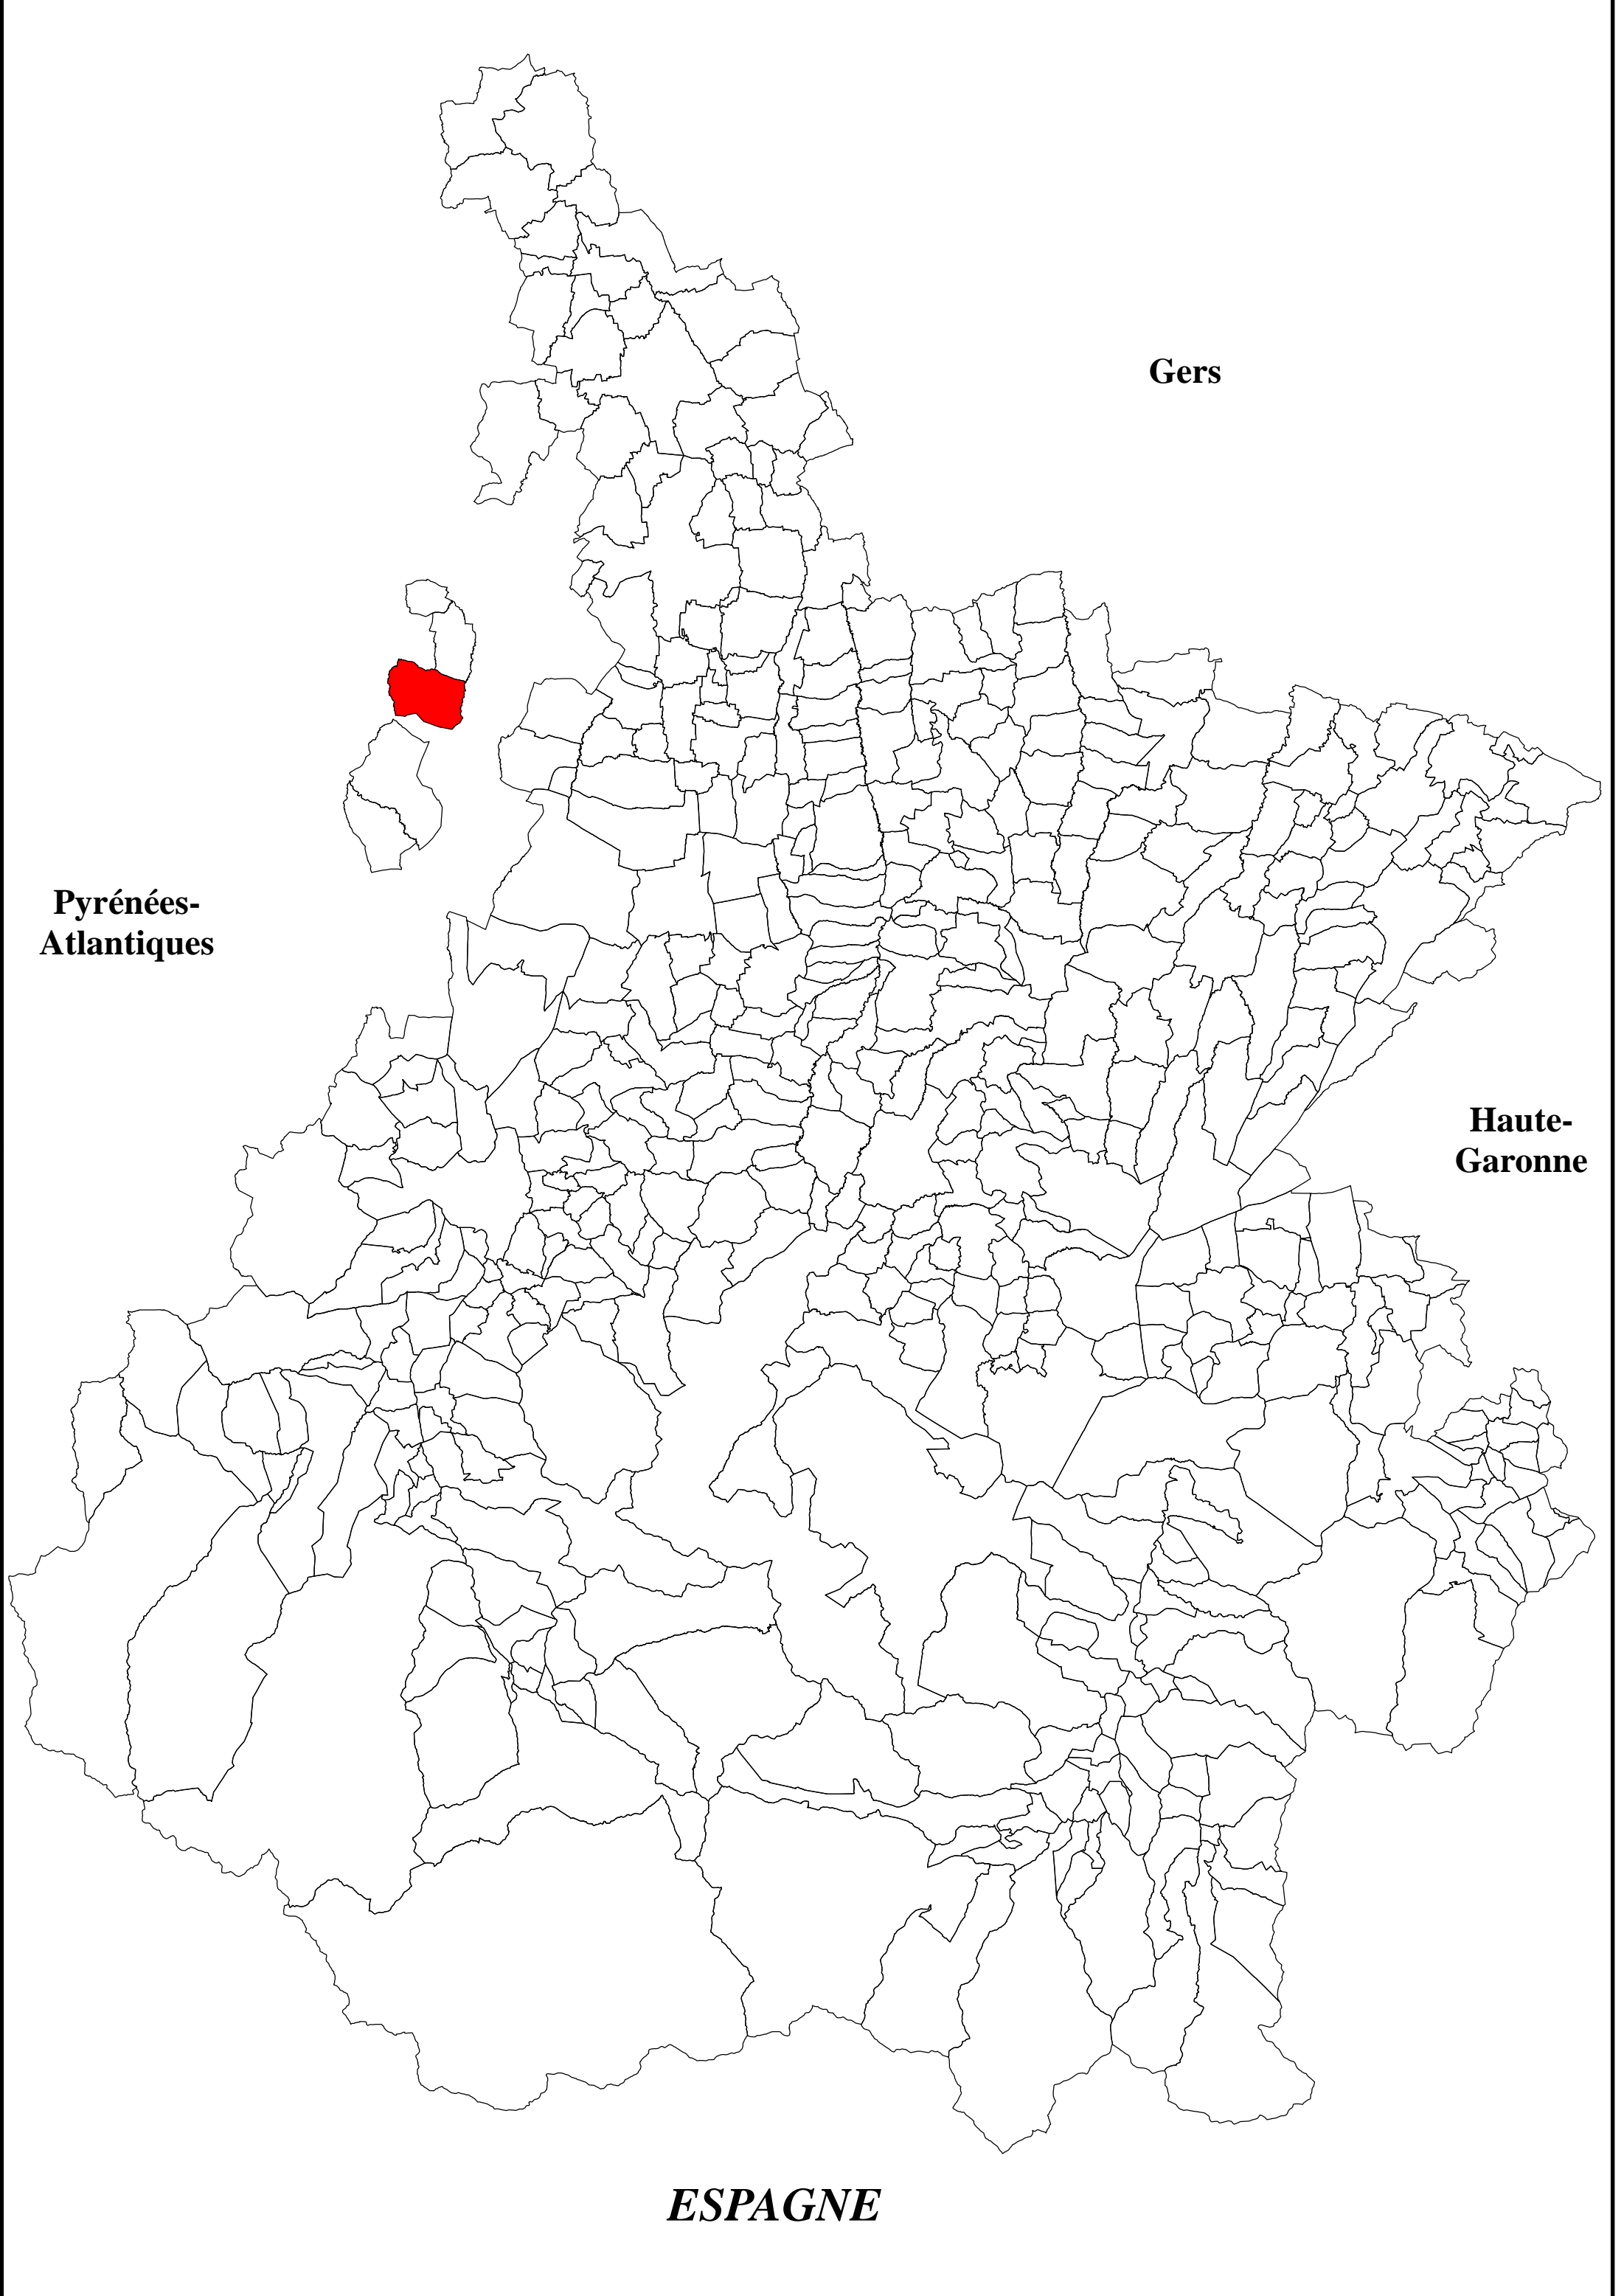 Gers
Pyrénées-
Atlantiques
Haute-
Garonne
ESPAGNE